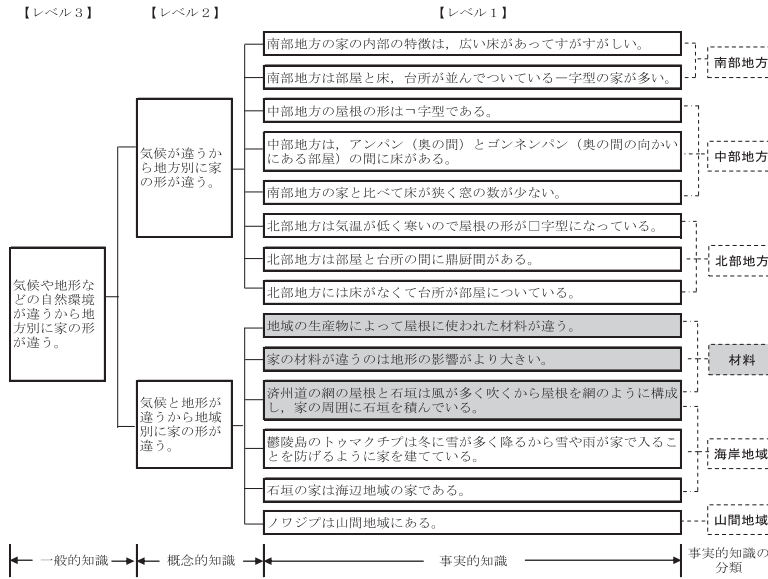 【レベル３】
【レベル２】
【レベル１】
南部地方の家の内部の特徴は，広い床があってすがすがしい。
南部地方は部屋と床，台所が並んでついている一字型の家が多い。
南部地方
中部地方の屋根の形は¬字型である。
中部地方は，アンパン（奥の間）とゴンネンパン（奥の間の向かい
にある部屋）の間に床がある。
南部地方の家と比べて床が狭く窓の数が少ない。
中部地方
気候が違うか
ら地方別に家
の形が違う。
北部地方は気温が低く寒いので屋根の形が□字型になっている。
北部地方は部屋と台所の間に鼎厨間がある。
北部地方には床がなくて台所が部屋についている。
北部地方
気候や地形な
どの自然環境
が違うから地
方別に家の形
が違う。
地域の生産物によって屋根に使われた材料が違う。
家の材料が違うのは地形の影響がより大きい。
済州道の網の屋根と石垣は風が多く吹くから屋根を網のように構成
し，家の周囲に石垣を積んでいる。
材料
気候と地形が
違うから地域
別に家の形が
違う。
鬱陵島のトゥマクチプは冬に雪が多く降るから雪や雨が家で入るこ
とを防げるように家を建てている。
石垣の家は海辺地域の家である。
海岸地域
ノワジプは山間地域にある。
山間地域
一般的知識
概念的知識
事実的知識
事実的知識の
分類